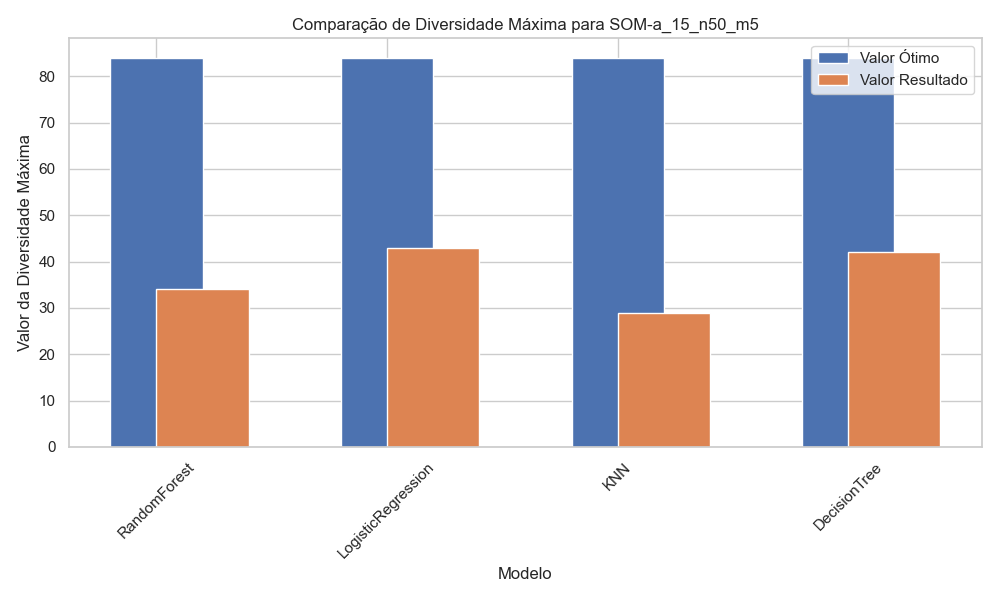 Comparação de Diversidade Máxima para SOM-a_15_n50_m5
Valor Ótimo
Valor Resultado
Valor da Diversidade Máxima
80
70
60
50
40
30
20
10
0
RandomForest
LogisticRegression
KNN
DecisionTree
Modelo